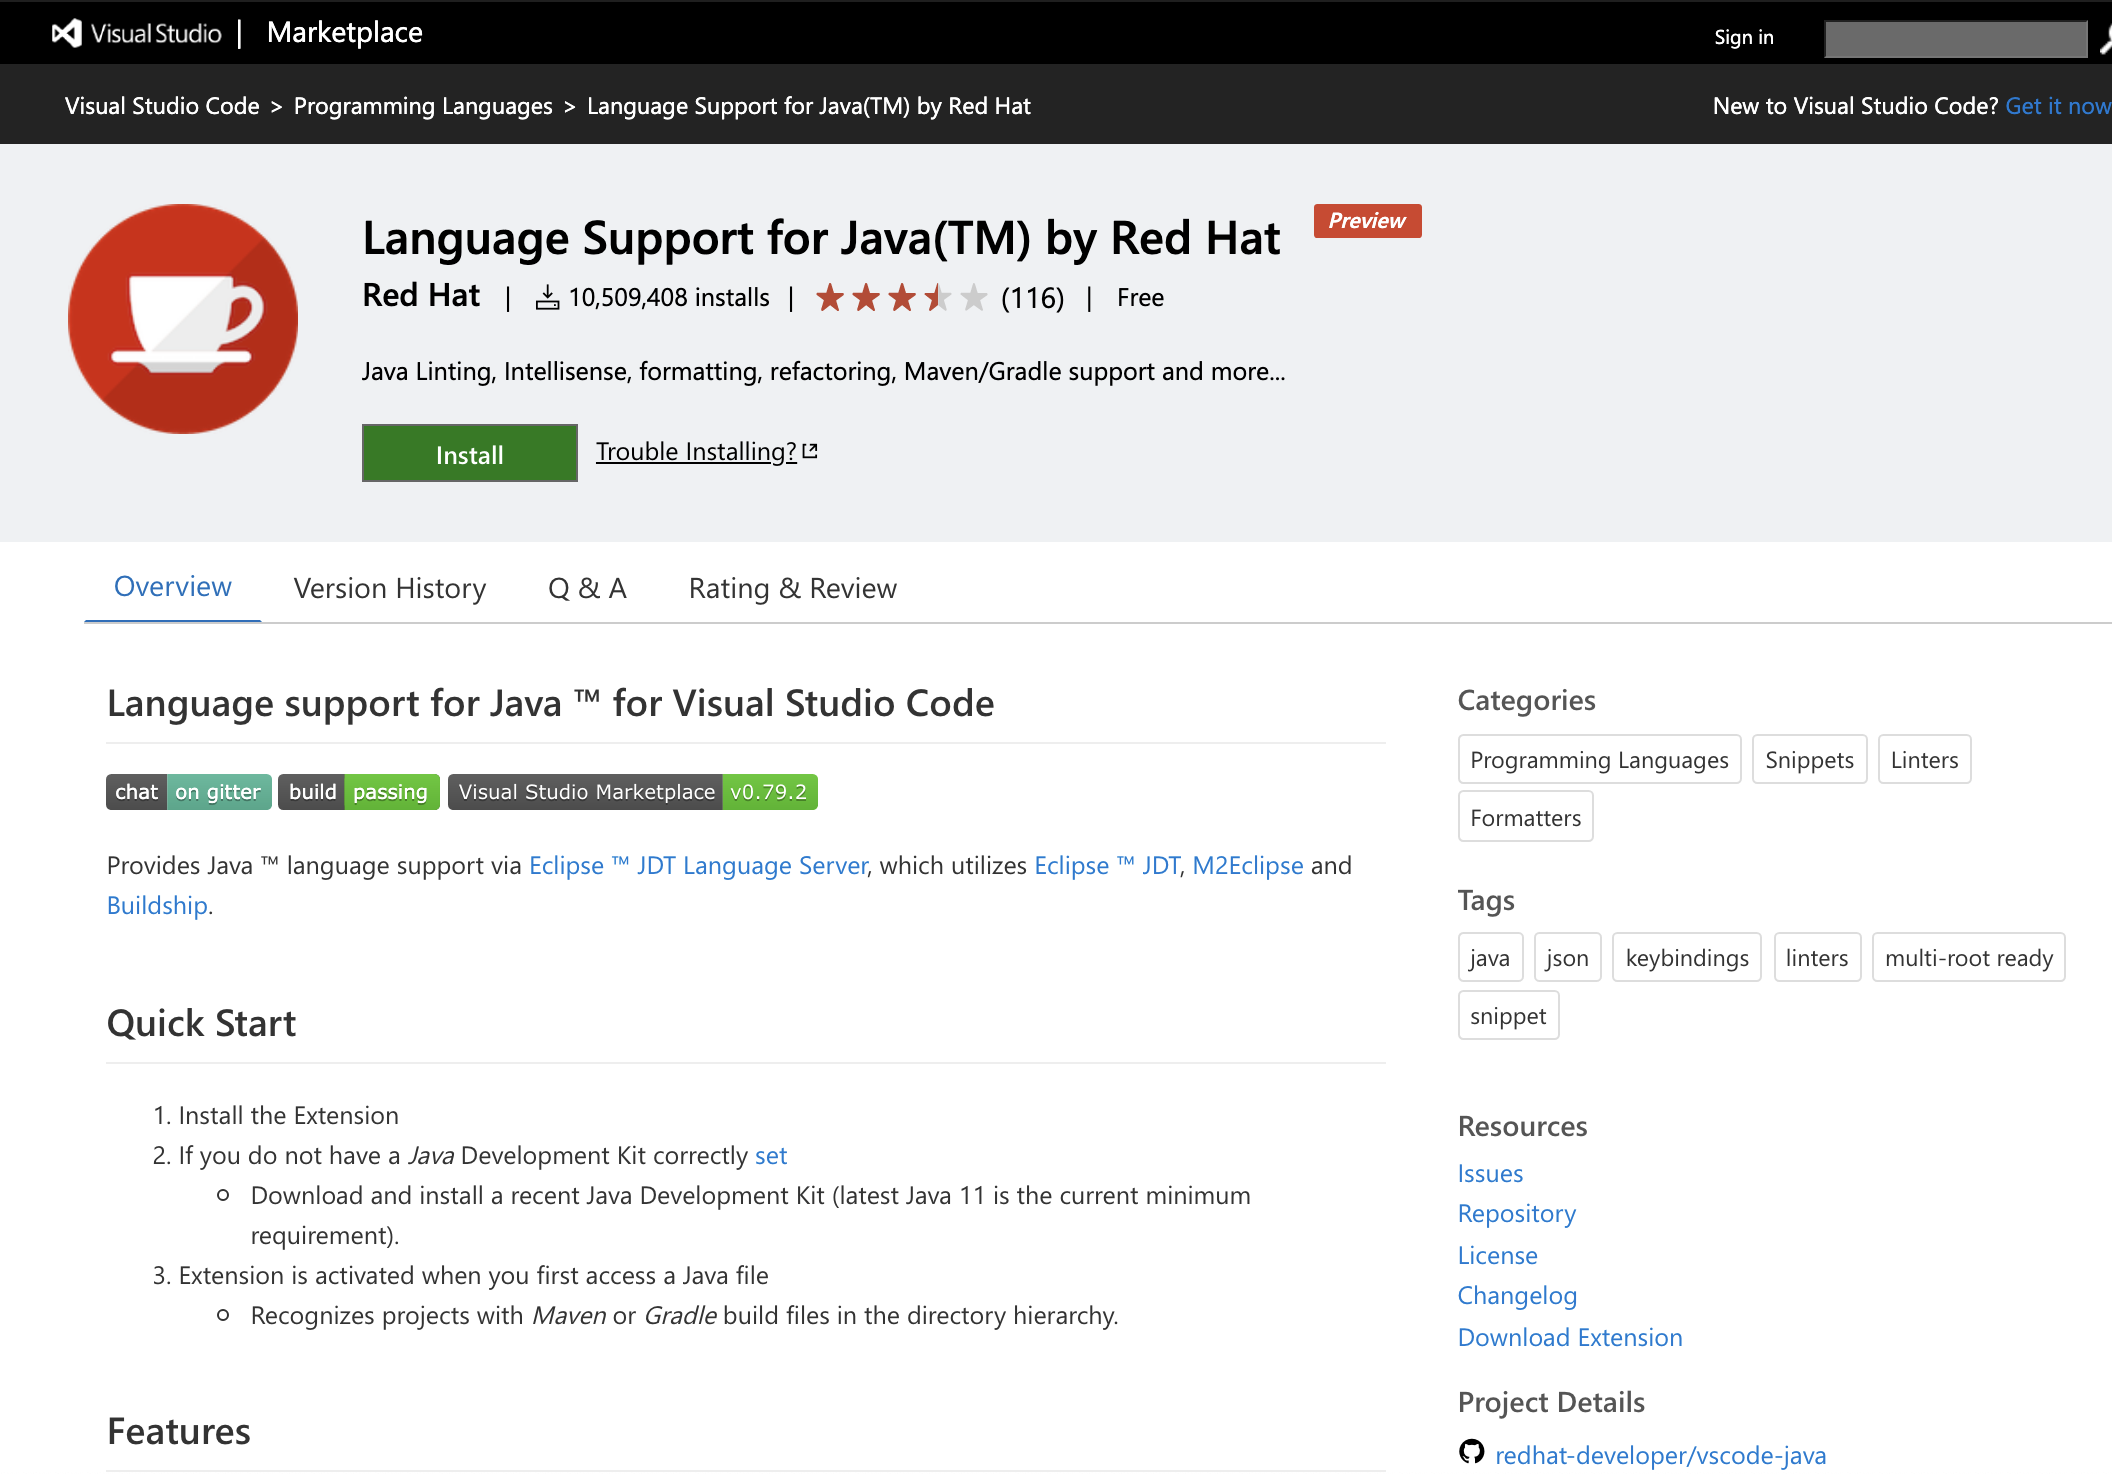 Visual Studio | Marketplace
Sign in
Visual Studio Code > Programming Languages > Language Support for Java(TM) by Red Hat
New to Visual Studio Code? Get it now
Language Support for Java(TM) by Red Hat
Preview
Red Hat | 10,509,408 installs | (116) | Free
Java Linting, Intellisense, formatting, refactoring, Maven/Gradle support and more...
Install
Trouble Installing?
Overview
Version History
Q & A
Rating & Review
Language support for Java ™ for Visual Studio Code
chat on gitter
build passing
Visual Studio Marketplace v0.79.2
Provides Java ™ language support via Eclipse ™ JDT Language Server, which utilizes Eclipse ™ JDT, M2Eclipse and
Buildship.
Quick Start
1. Install the Extension
2. If you do not have a Java Development Kit correctly set
Download and install a recent Java Development Kit (latest Java 11 is the current minimum
requirement).
3. Extension is activated when you first access a Java file
Recognizes projects with Maven or Gradle build files in the directory hierarchy.
Features
Categories
Programming Languages
Snippets
Linters
Formatters
Tags
java
json
keybindings
linters
multi-root ready
snippet
Resources
Issues
Repository
License
Changelog
Download Extension
Project Details
redhat-developer/vscode-java